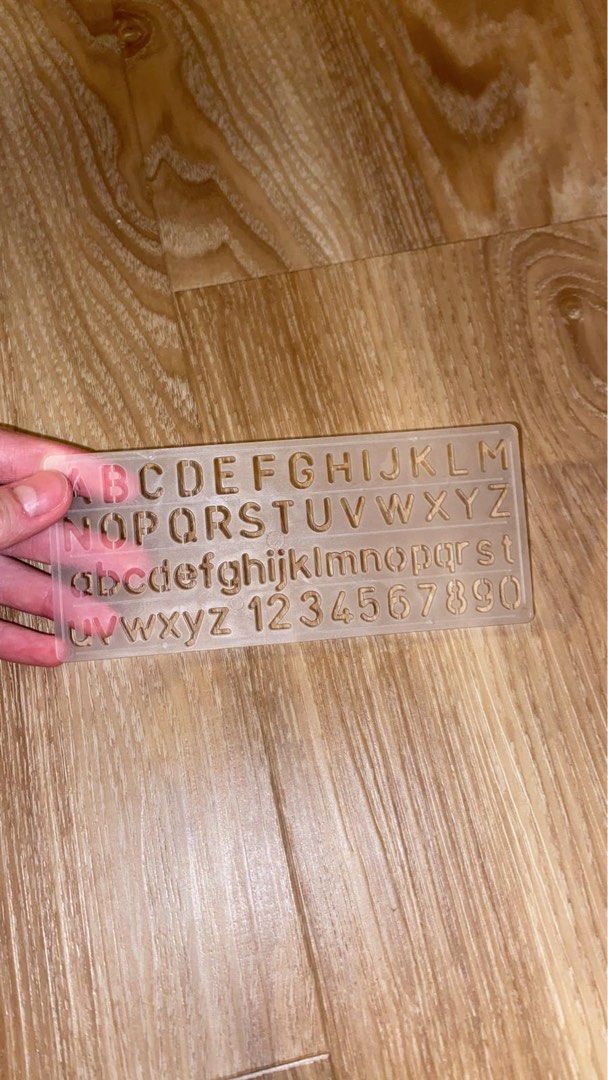 ABCDEFGHIJKLM
NOPQRSTUVWXYZ
abcdefghijklmnopqrst
uvwxyz 1234567890